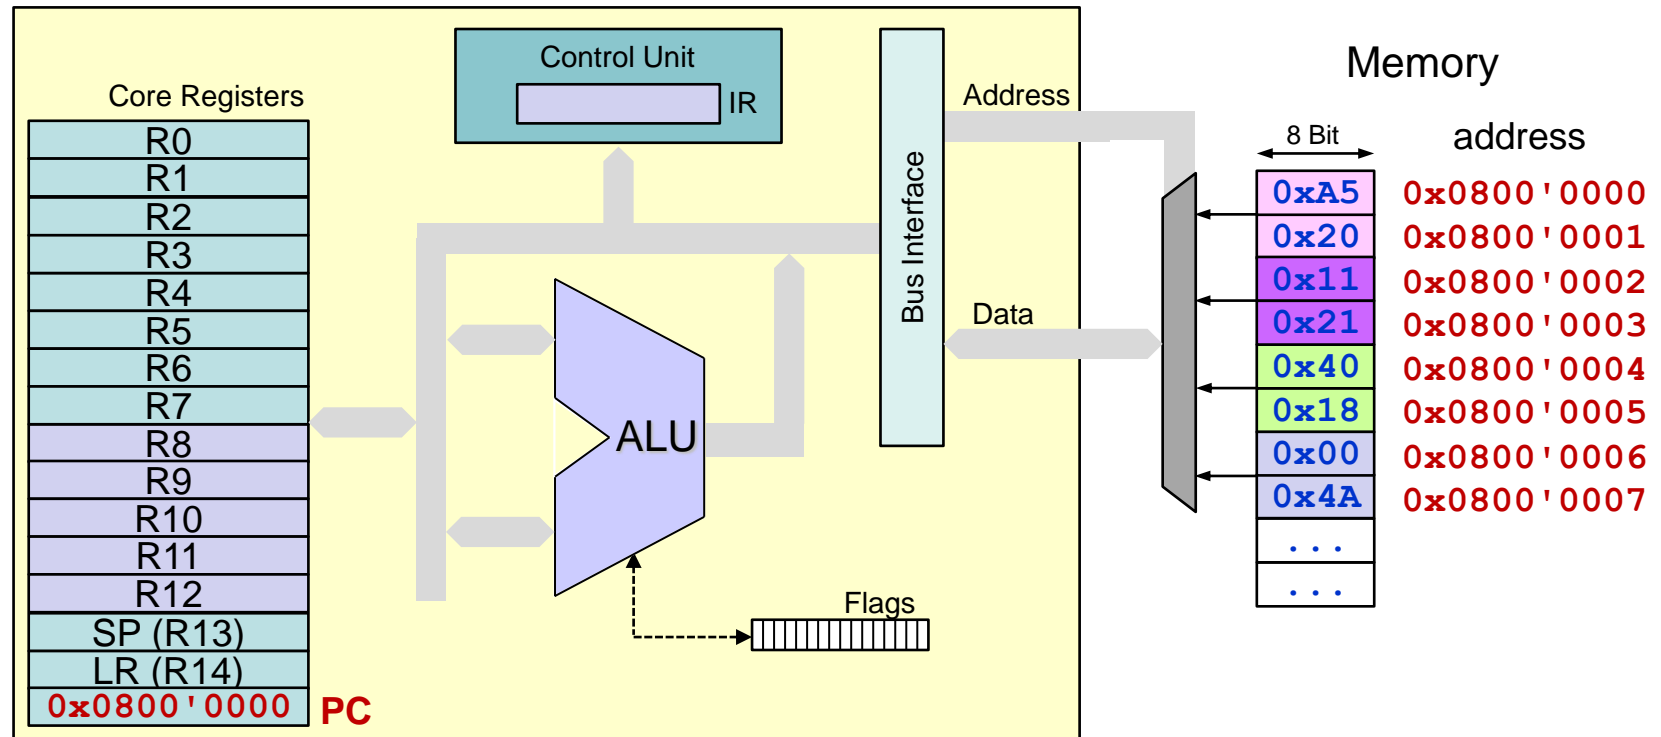 Control Unit
IR
Core Registers
R0
R1
R2
R3
R4
R5
R6
R7
R8
R9
R10
R11
R12
SP (R13)
LR (R14)
0x0800'0000 PC
ALU
Flags
Bus Interface
Address
Data
Memory
8 Bit address
0xA5 0x0800'0000
0x20 0x0800'0001
0x11 0x0800'0002
0x21 0x0800'0003
0x40 0x0800'0004
0x18 0x0800'0005
0x00 0x0800'0006
0x4A 0x0800'0007
...
...